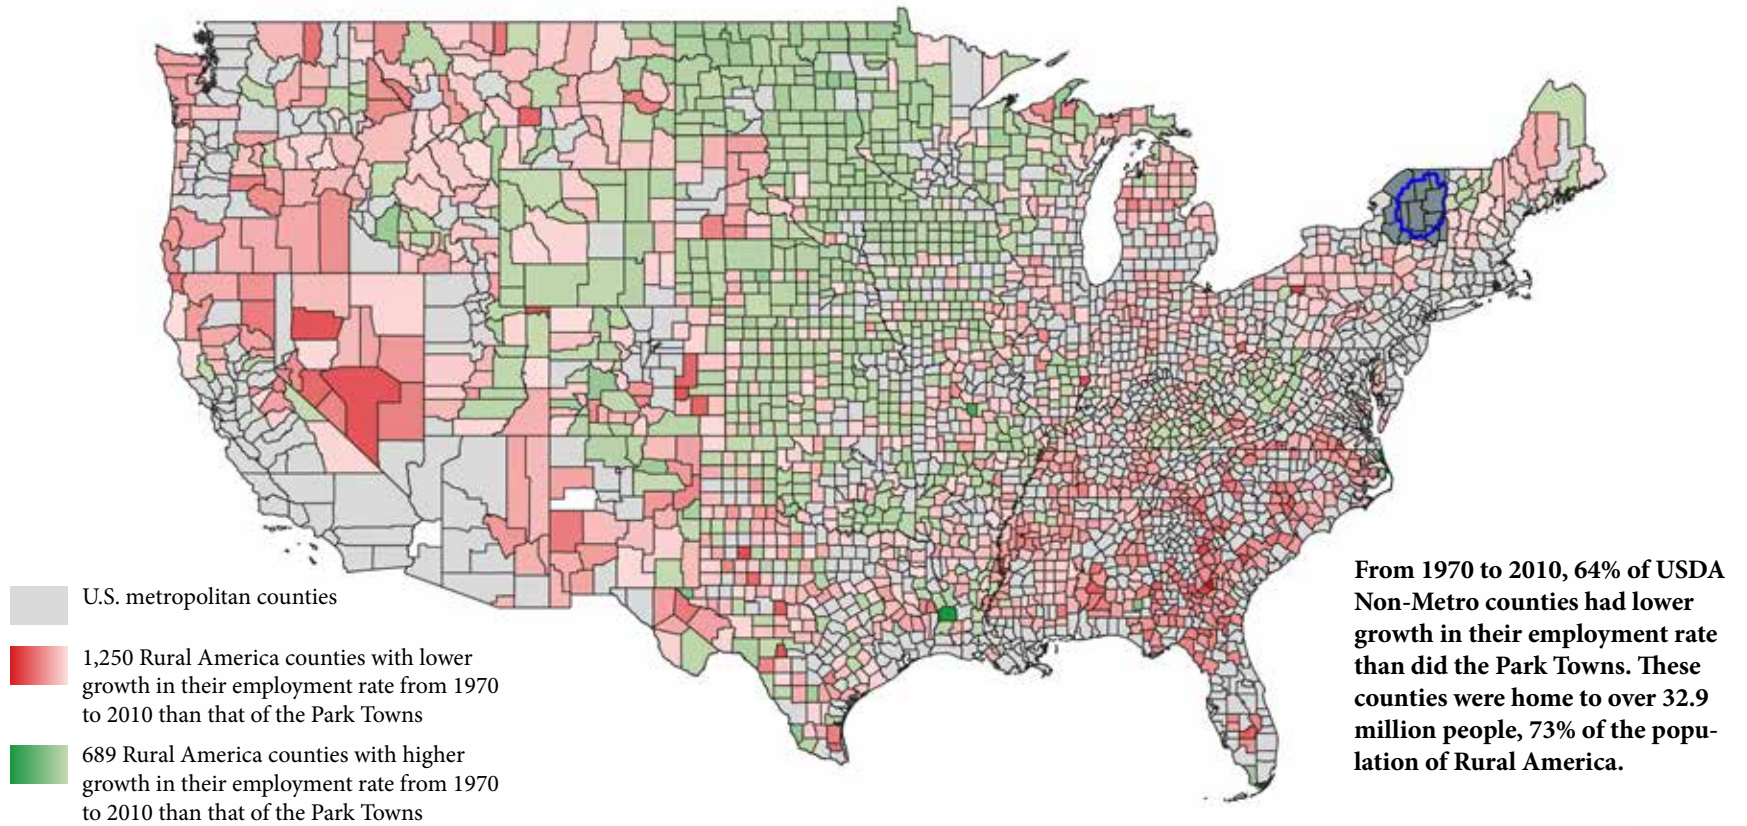 U.S. metropolitan counties
1,250 Rural America counties with lower
growth in their employment rate from 1970
to 2010 than that of the Park Towns
689 Rural America counties with higher
growth in their employment rate from 1970
to 2010 than that of the Park Towns
From 1970 to 2010, 64% of USDA
Non-Metro counties had lower
growth in their employment rate
than did the Park Towns. These
counties were home to over 32.9
million people, 73% of the popu-
lation of Rural America.